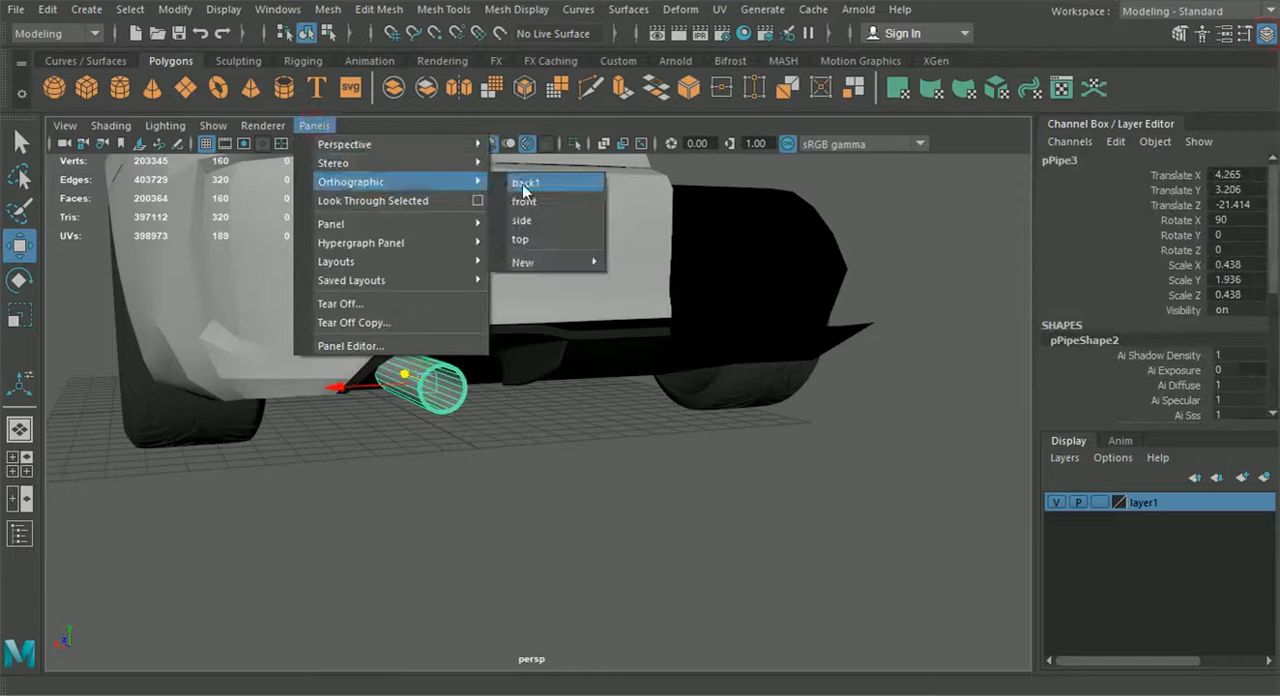 File Edit Create Select Modify Display Windows Mesh Edit Mesh Mesh Tools Mesh Display Curves Surfaces Deform UV Generate Cache Arnold Help
Workspace: Modeling - Standard
Modeling No Live Surface Sign In
Curves / Surfaces Polygons Sculpting Rigging Animation Rendering FX FX Caching Custom Arnold Bifrost MASH Motion Graphics XGen
T SVG
View Shading Lighting Show Renderer Panels
0.00 1.00 sRGB gamma
Verts: 203345 160 0
Edges: 403729 320 0
Faces: 200364 160 0
Tris: 397112 320 0
UVs: 398973 189 0
Perspective
Stereo
Orthographic
Look Through Selected
Panel
Hypergraph Panel
Layouts
Saved Layouts
Tear Off...
Tear Off Copy...
Panel Editor...
back1
front
side
top
New
persp
Channel Box / Layer Editor
Channels Edit Object Show
pPipe3
Translate X 4.265
Translate Y 3.206
Translate Z -21.414
Rotate X 90
Rotate Y 0
Rotate Z 0
Scale X 0.438
Scale Y 1.936
Scale Z 0.438
Visibility on
SHAPES
pPipeShape2
Ai Shadow Density 1
Ai Exposure 0
Ai Diffuse 1
Ai Specular 1
Ai Sss 1
Display Anim
Layers Options Help
V P layer1